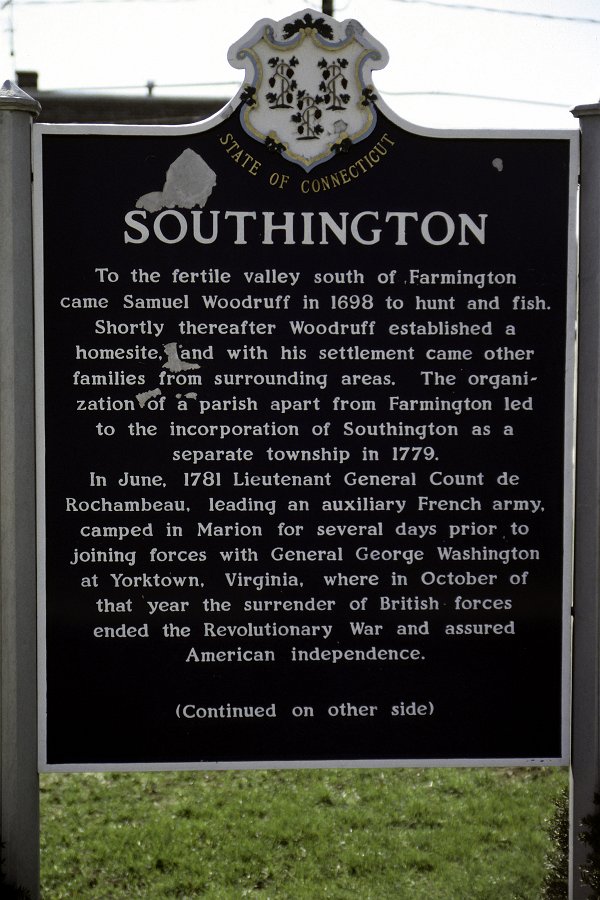 STATE OF CONNECTICUT
SOUTHINGTON
To the fertile valley south of Farmington
came Samuel Woodruff in 1698 to hunt and fish.
Shortly thereafter Woodruff established a
homesite, and with his settlement came other
families from surrounding areas. The organi-
zation of a parish apart from Farmington led
to the incorporation of Southington as a
separate township in 1779.
In June, 1781 Lieutenant General Count de
Rochambeau, leading an auxiliary French army,
camped in Marion for several days prior to
joining forces with General George Washington
at Yorktown, Virginia, where in October of
that year the surrender of British forces
ended the Revolutionary War and assured
American independence.
(Continued on other side)